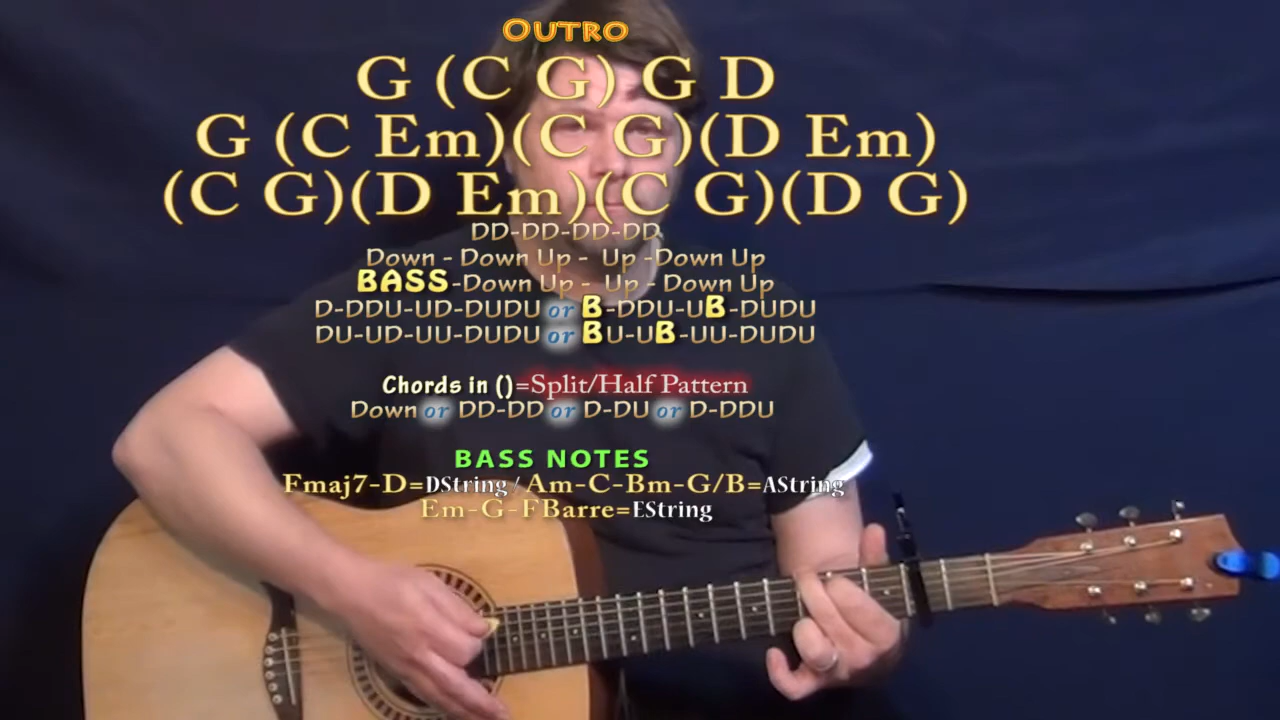 Outro
G (C G) G D
G (C Em)(C G)(D Em)
(C G)(D Em)(C G)(D G)
DD-DD-DD-DD
Down - Down Up - Up -Down Up
BASS-Down Up - Up - Down Up
D-DDU-UD-DUDU or B-DDU-UB-DUDU
DU-UD-UU-DUDU or BU-UB-UU-DUDU
Chords in ()=Split/Half Pattern
Down or DD-DD or D-DU or D-DDU
BASS NOTES
Fmaj7-D=DString / Am-C-Bm-G/B=AString
Em-G-FBarre=EString